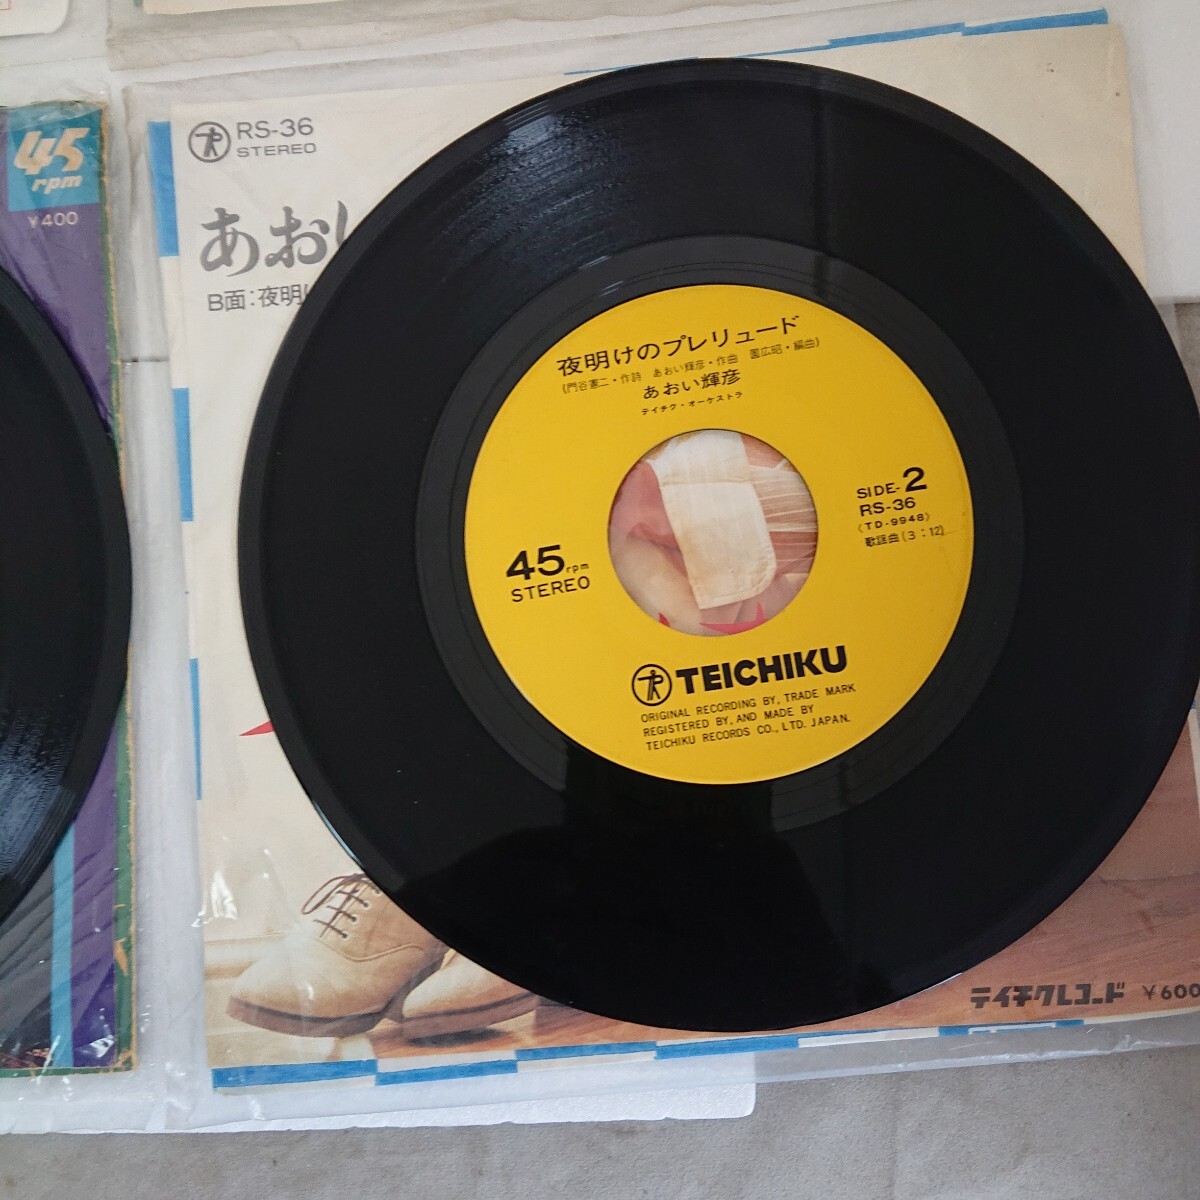 45
rpm
¥400
RS-36
STEREO
あおい
B面:夜明け
夜明けのプレリュード
(門谷憲二・作詩 あおい輝彦・作曲 薗広昭・編曲)
あおい輝彦
テイチク・オーケストラ
SIDE-2
RS-36
(TD-9948)
歌謡曲(3:12)
45rpm
STEREO
TEICHIKU
ORIGINAL RECORDING BY, TRADE MARK
REGISTERED BY, AND MADE BY
TEICHIKU RECORDS CO., LTD. JAPAN.
テイチクレコード ¥600